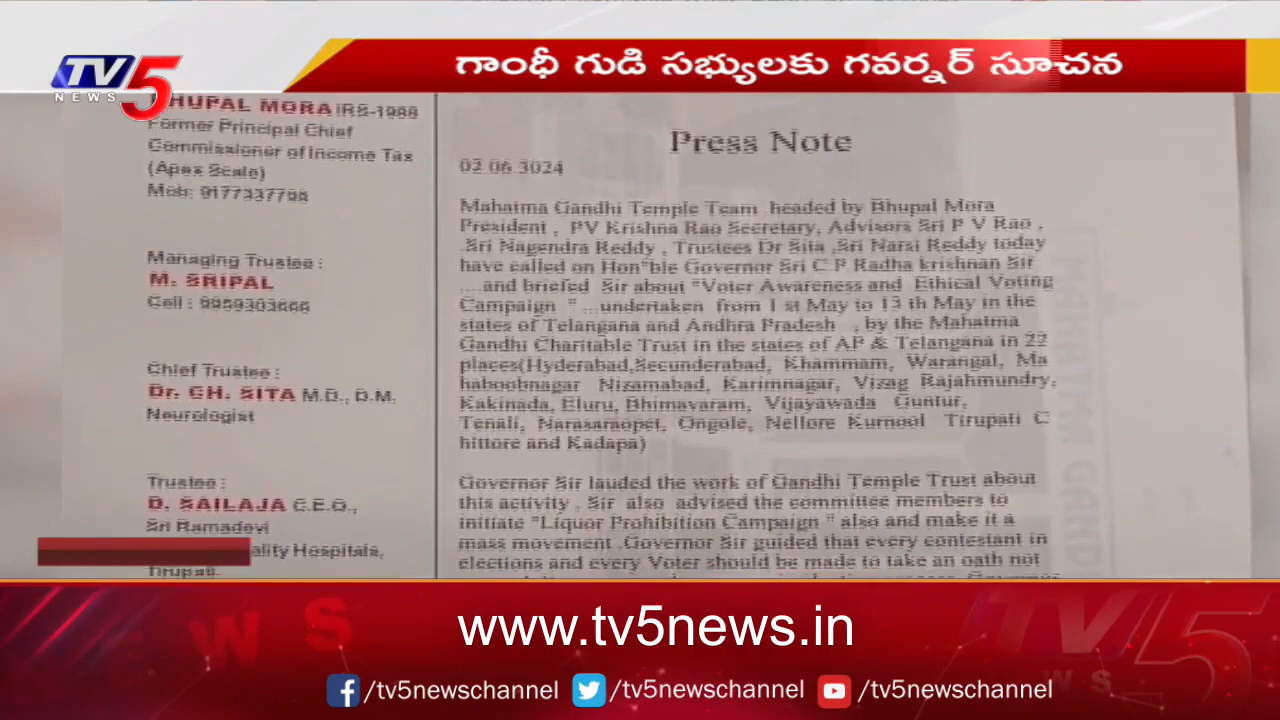 గాంధీ గుడి సభ్యులకు గవర్నర్ సూచన
TV5
NEWS
BHUPAL MORA IRS-1988
Former Principal Chief
Commissioner of Income Tax
(Apex Scale)
Mob: 9177337788
Managing Trustee :
M. SRIPAL
Cell :
Chief Trustee :
Dr. CH. SITA M.D., D.M.
Neurologist
Trustee :
D. SAILAJA C.E.O.,
Sri Ramadevi
ality Hospitals,
Tirupati.
Press Note
02 06 3024
Mahatma Gandhi Temple Team headed by Bhupal Mora
President , PV Krishna Rao Secretary, Advisors Sri P V Rao ,
.Sri Nagendra Reddy , Trustees Dr Sita ,Sri Narsi Reddy today
have called on Hon"ble Governor Sri C.P Radha krishnan Sir
....and briefed Sir about "Voter Awareness and Ethical Voting
Campaign " ...undertaken from 1 st May to 13 th May in the
states of Telangana and Andhra Pradesh , by the Mahatma
Gandhi Charitable Trust in the states of AP & Telangana in 22
places(Hyderabad,Secunderabad, Khammam, Warangal, Ma
haboobnagar Nizamabad, Karimnagar, Vizag Rajahmundry,
Kakinada, Eluru, Bhimavaram, Vijayawada Guntur,
Tenali, Narasaraopet, Ongole, Nellore Kurnool Tirupati C
hittore and Kadapa)
Governor Sir lauded the work of Gandhi Temple Trust about
this activity . Sir also advised the committee members to
initiate "Liquor Prohibition Campaign " also and make it a
mass movement .Governor Sir guided that every contestant in
elections and every Voter should be made to take an oath not
www.tv5news.in
/tv5newschannel /tv5newschannel /tv5newschannel